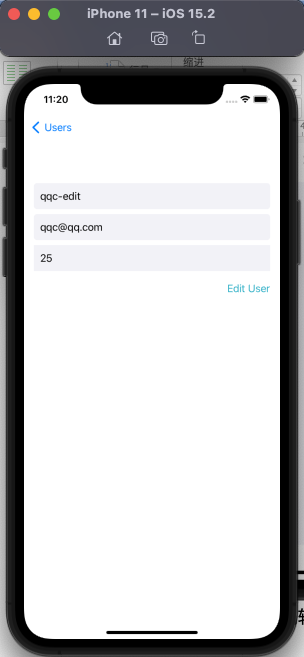 iPhone 11 – iOS 15.2
缩进
11:20
Users
qqc-edit
qqc@qq.com
25
Edit User